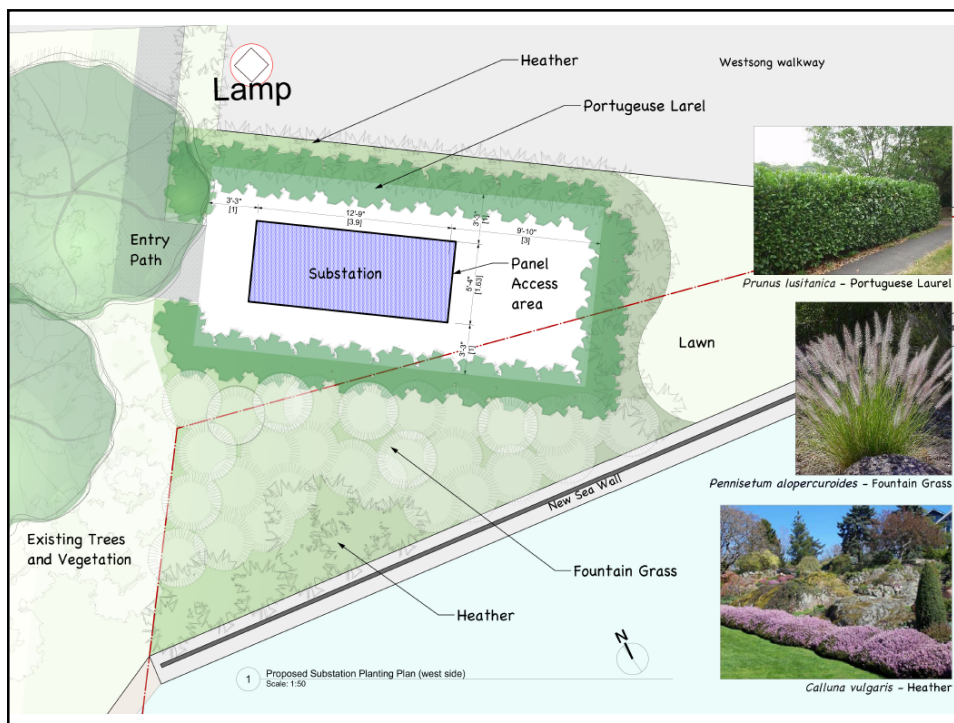 Heather
Westsong walkway
Lamp
Portugeuse Larel
3'-3"
[1]
12'-9"
[3.9]
3'-3"
[1]
9'-10"
[3]
Entry
Path
Substation
Panel
Access
area
5'-4"
[1.63]
3'-3"
[1]
Prunus lusitanica - Portuguese Laurel
Lawn
Pennisetum alopercuroides - Fountain Grass
New Sea Wall
Existing Trees
and Vegetation
Fountain Grass
Heather
N
1
Proposed Substation Planting Plan (west side)
Scale: 1:50
Calluna vulgaris - Heather